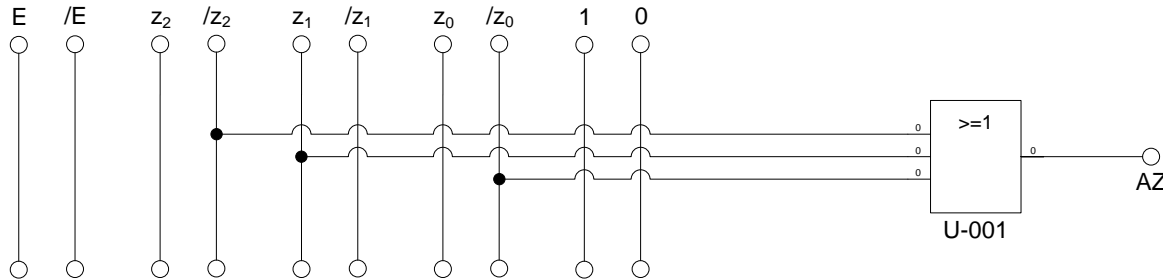 E /E z₂ /z₂ z₁ /z₁ z₀ /z₀ 1 0
0 >=1
0 0
0
AZ
U-001